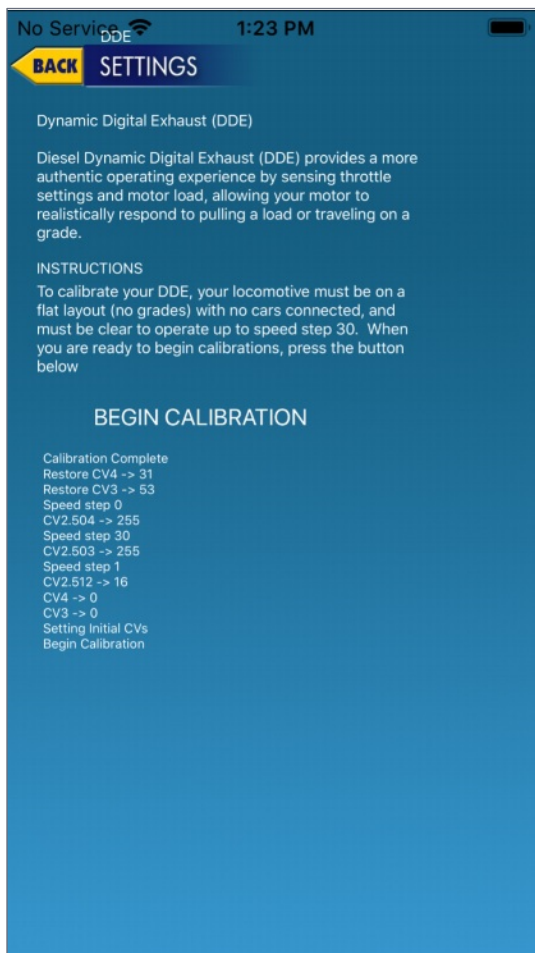 No Service 1:23 PM
DDE
BACK SETTINGS
Dynamic Digital Exhaust (DDE)
Diesel Dynamic Digital Exhaust (DDE) provides a more
authentic operating experience by sensing throttle
settings and motor load, allowing your motor to
realistically respond to pulling a load or traveling on a
grade.
INSTRUCTIONS
To calibrate your DDE, your locomotive must be on a
flat layout (no grades) with no cars connected, and
must be clear to operate up to speed step 30.  When
you are ready to begin calibrations, press the button
below
BEGIN CALIBRATION
Calibration Complete
Restore CV4 -> 31
Restore CV3 -> 53
Speed step 0
CV2.504 -> 255
Speed step 30
CV2.503 -> 255
Speed step 1
CV2.512 -> 16
CV4 -> 0
CV3 -> 0
Setting Initial CVs
Begin Calibration